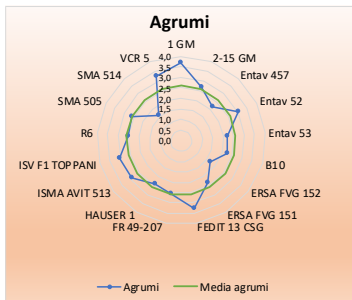 Agrumi
1 GM
2-15 GM
Entav 457
Entav 52
Entav 53
B10
ERSA FVG 152
ERSA FVG 151
FEDIT 13 CSG
FR 49-207
HAUSER 1
ISMA AVIT 513
ISV F1 TOPPANI
R6
SMA 505
SMA 514
VCR 5
4,0
3,5
3,0
2,5
2,0
1,5
1,0
0,5
0,0
Agrumi
Media agrumi